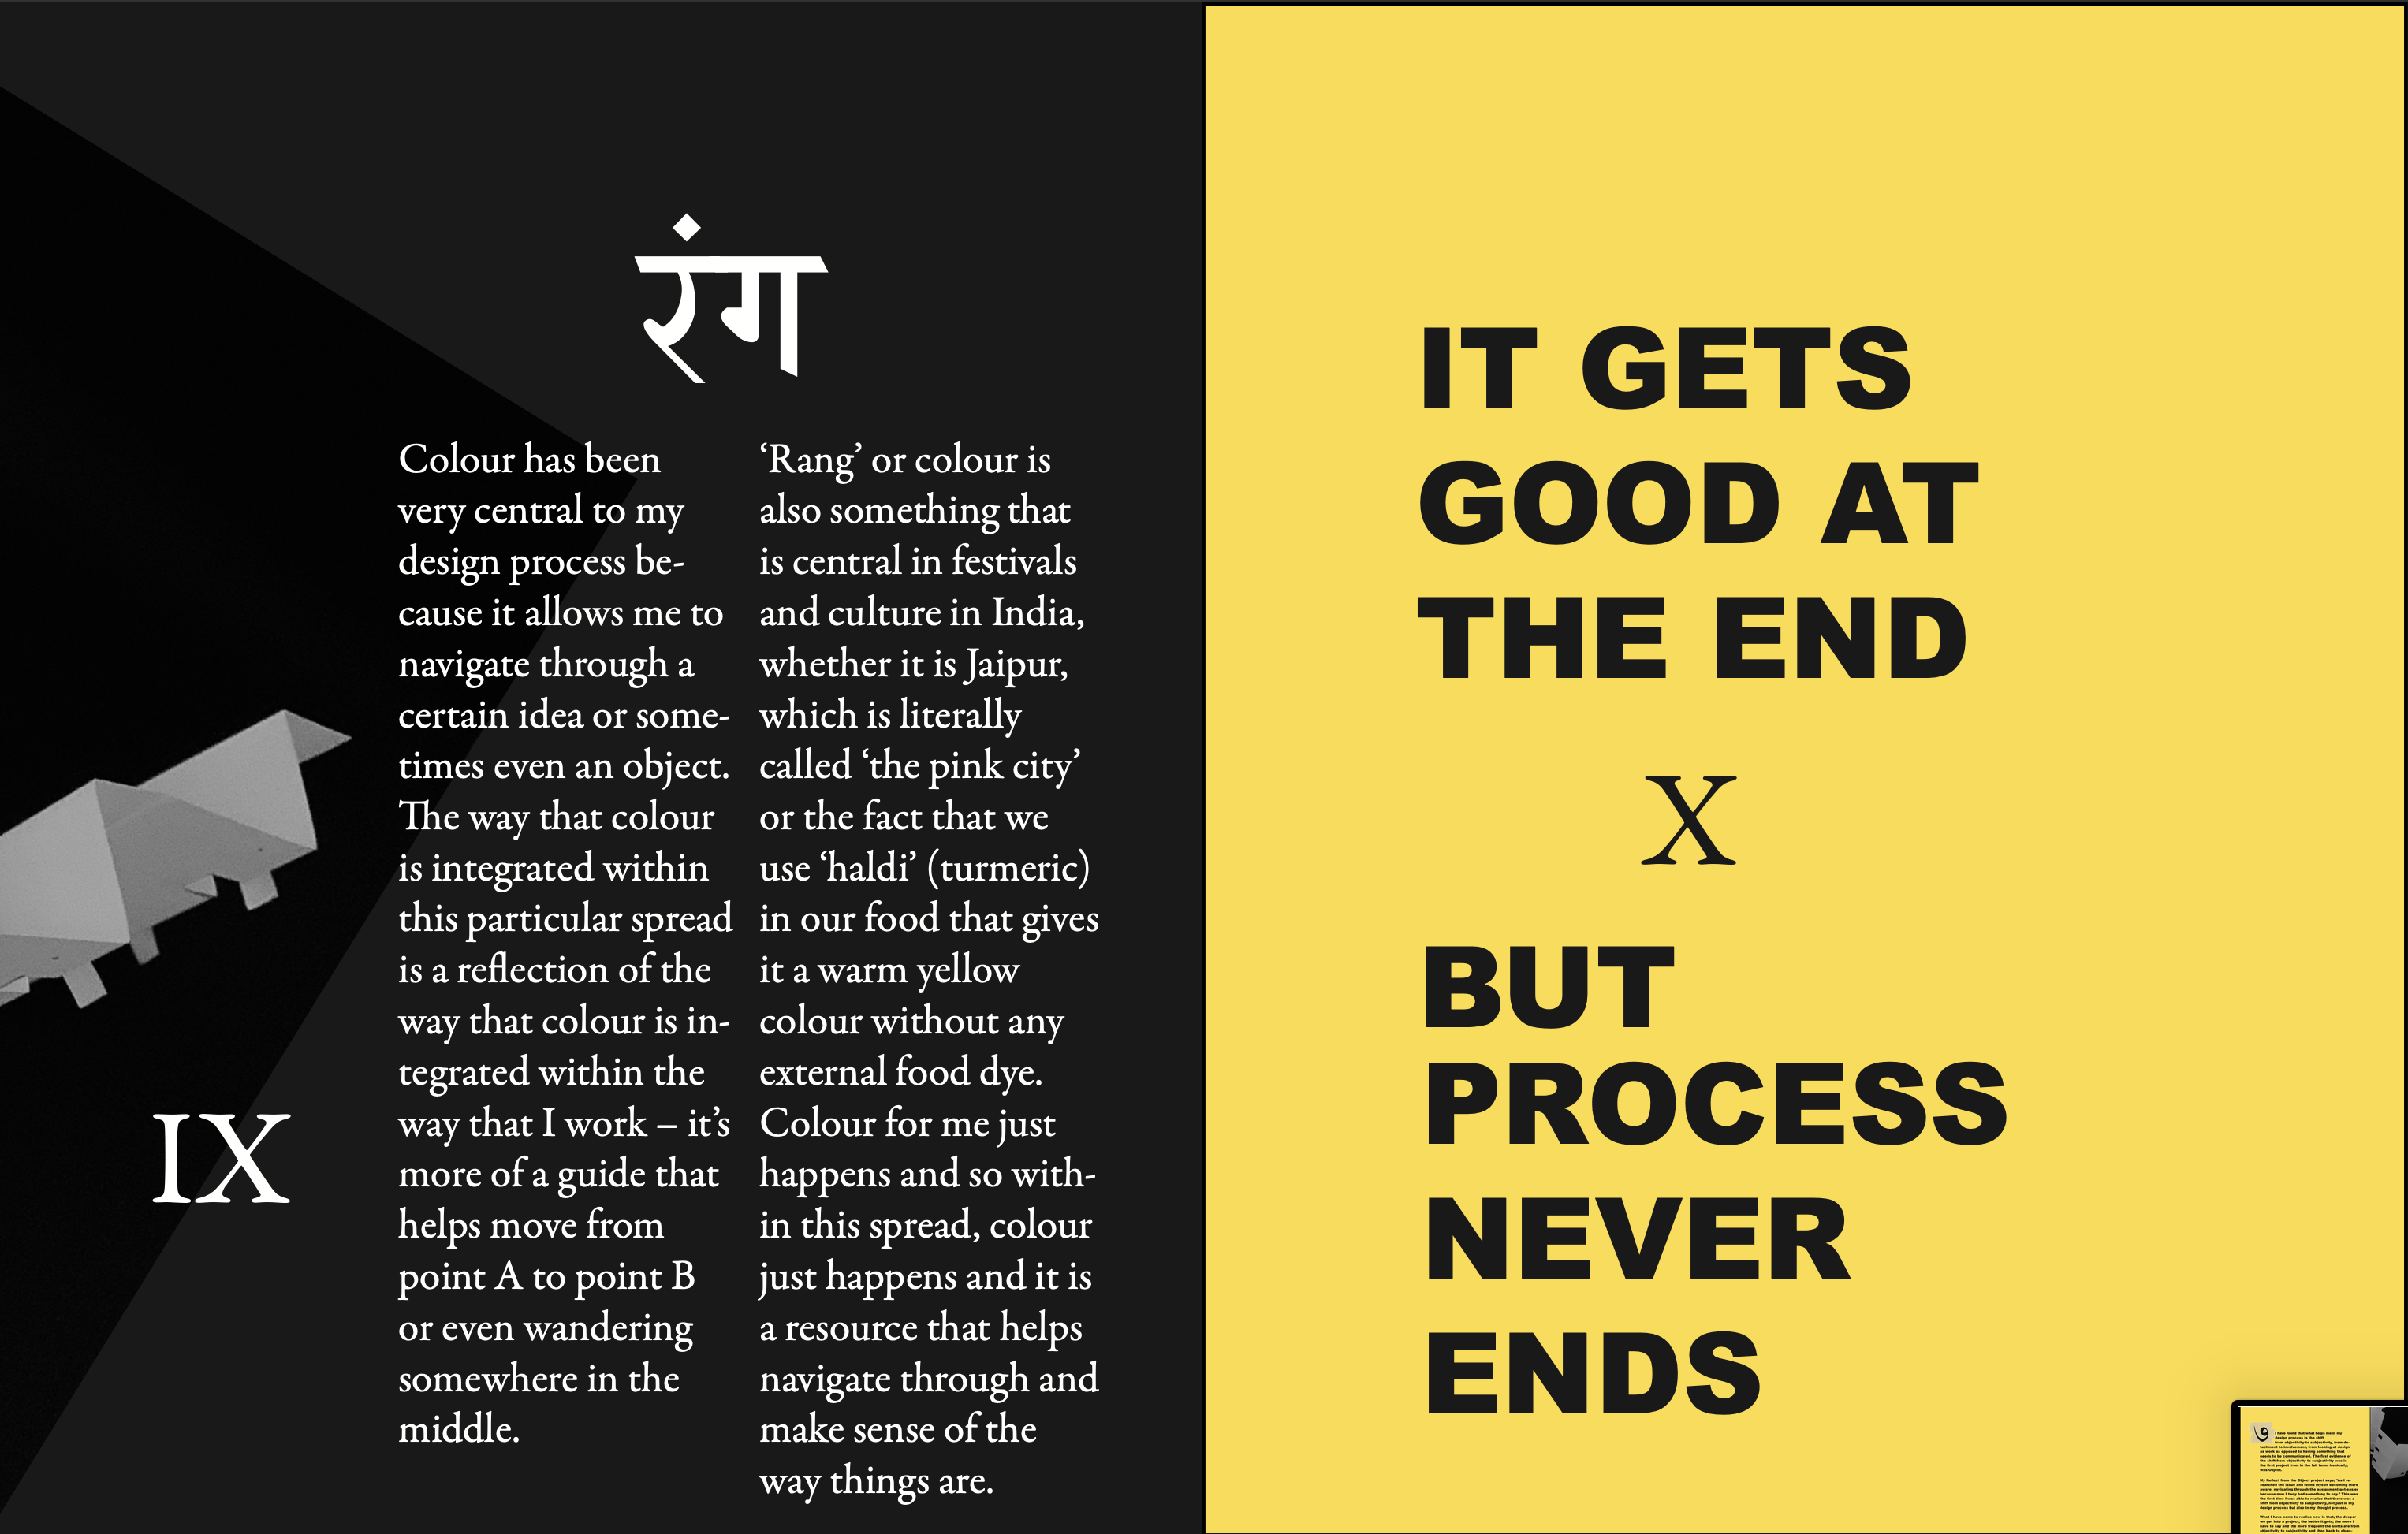 रंग
Colour has been
very central to my
design process be-
cause it allows me to
navigate through a
certain idea or some-
times even an object.
The way that colour
is integrated within
this particular spread
is a reflection of the
way that colour is in-
tegrated within the
way that I work – it’s
more of a guide that
helps move from
point A to point B
or even wandering
somewhere in the
middle.
‘Rang’ or colour is
also something that
is central in festivals
and culture in India,
whether it is Jaipur,
which is literally
called ‘the pink city’
or the fact that we
use ‘haldi’ (turmeric)
in our food that gives
it a warm yellow
colour without any
external food dye.
Colour for me just
happens and so with-
in this spread, colour
just happens and it is
a resource that helps
navigate through and
make sense of the
way things are.
IX
IT GETS
GOOD AT
THE END
X
BUT
PROCESS
NEVER
ENDS